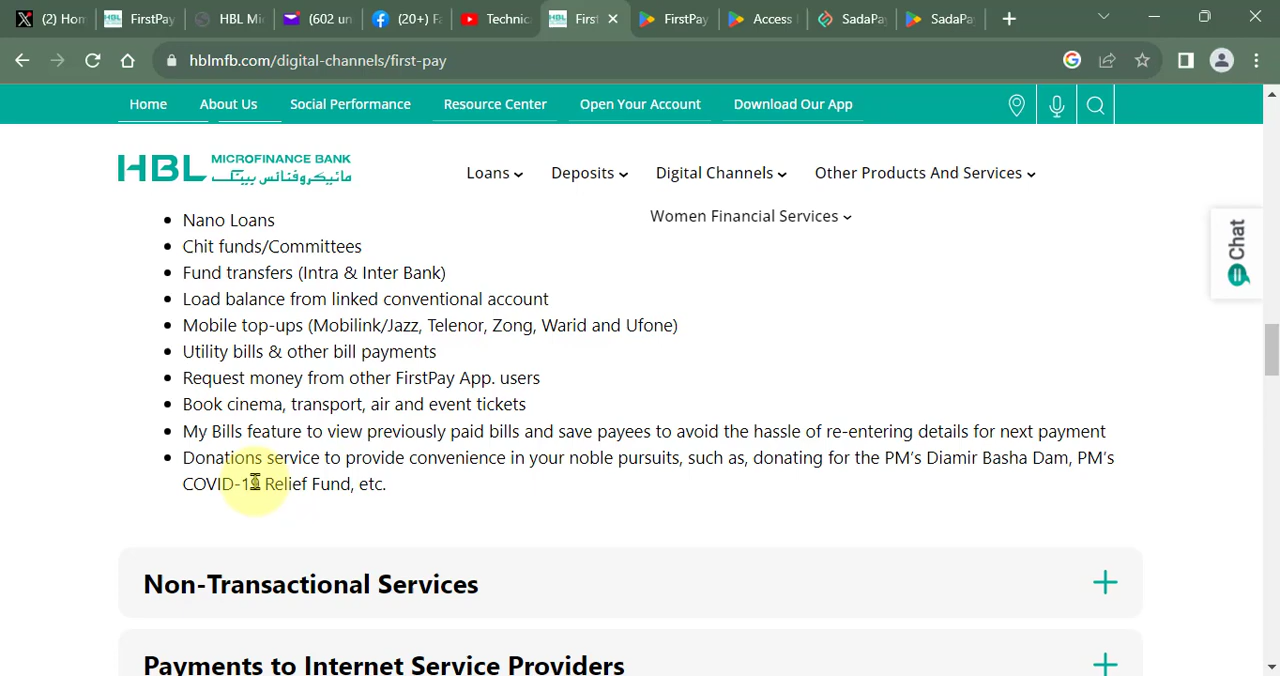 (2) Hom
FirstPay
HBL Mi
(602 un
(20+) Fa
Technic
First
FirstPay
Access
SadaPay
SadaPa
hblmfb.com/digital-channels/first-pay
Home About Us Social Performance Resource Center Open Your Account Download Our App
HBL MICROFINANCE BANK
مائیکروفنانس بینک
Loans Deposits Digital Channels Other Products And Services
Women Financial Services
Chat
• Nano Loans
• Chit funds/Committees
• Fund transfers (Intra & Inter Bank)
• Load balance from linked conventional account
• Mobile top-ups (Mobilink/Jazz, Telenor, Zong, Warid and Ufone)
• Utility bills & other bill payments
• Request money from other FirstPay App. users
• Book cinema, transport, air and event tickets
• My Bills feature to view previously paid bills and save payees to avoid the hassle of re-entering details for next payment
• Donations service to provide convenience in your noble pursuits, such as, donating for the PM’s Diamir Basha Dam, PM’s
COVID-19 Relief Fund, etc.
Non-Transactional Services
Payments to Internet Service Providers